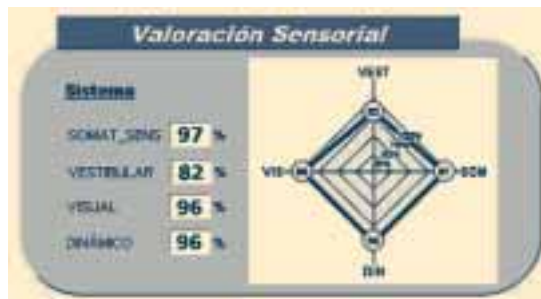 Valoración Sensorial
Sistema
SOMAT_SENS 97 %
VESTIBULAR 82 %
VISUAL 96 %
DINÁMICO 96 %
VEST
VIS
SOM
DIN